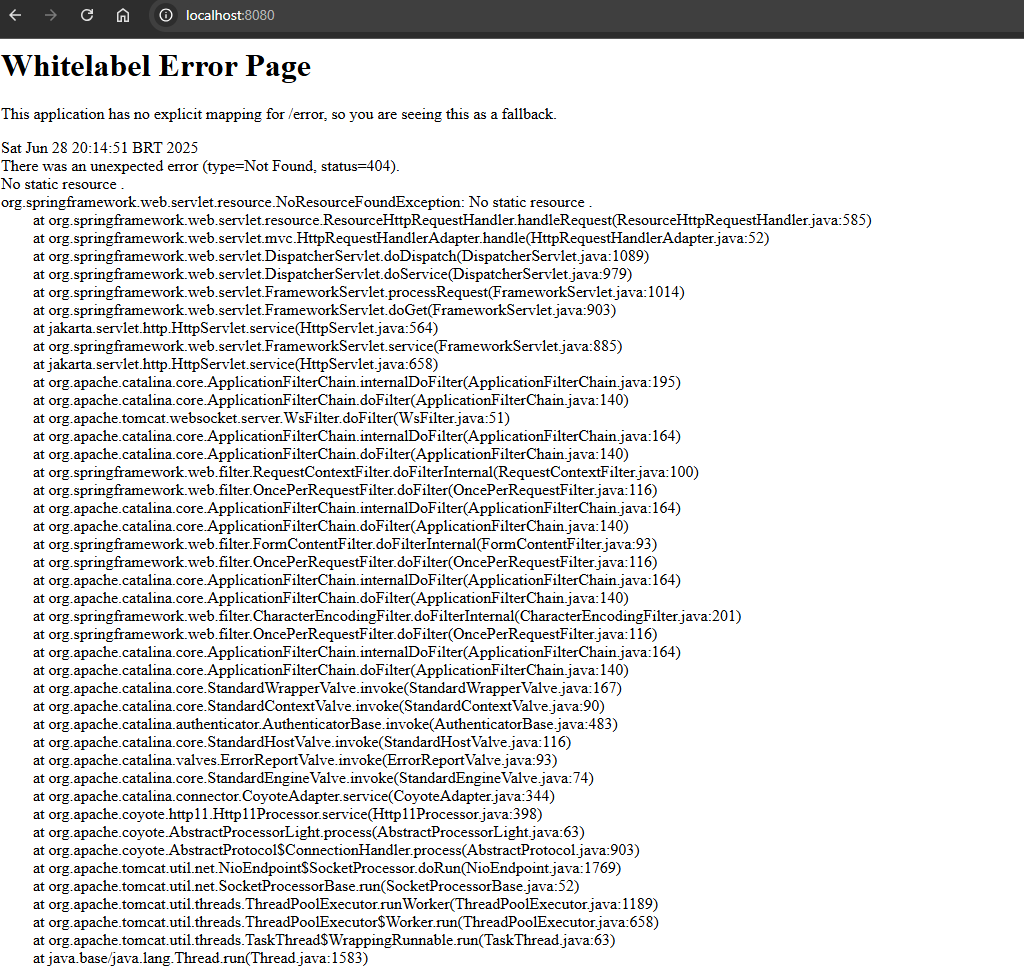 localhost:8080
Whitelabel Error Page
This application has no explicit mapping for /error, so you are seeing this as a fallback.
Sat Jun 28 20:14:51 BRT 2025
There was an unexpected error (type=Not Found, status=404).
No static resource .
org.springframework.web.servlet.resource.NoResourceFoundException: No static resource .
at org.springframework.web.servlet.resource.ResourceHttpRequestHandler.handleRequest(ResourceHttpRequestHandler.java:585)
at org.springframework.web.servlet.mvc.HttpRequestHandlerAdapter.handle(HttpRequestHandlerAdapter.java:52)
at org.springframework.web.servlet.DispatcherServlet.doDispatch(DispatcherServlet.java:1089)
at org.springframework.web.servlet.DispatcherServlet.doService(DispatcherServlet.java:979)
at org.springframework.web.servlet.FrameworkServlet.processRequest(FrameworkServlet.java:1014)
at org.springframework.web.servlet.FrameworkServlet.doGet(FrameworkServlet.java:903)
at jakarta.servlet.http.HttpServlet.service(HttpServlet.java:564)
at org.springframework.web.servlet.FrameworkServlet.service(FrameworkServlet.java:885)
at jakarta.servlet.http.HttpServlet.service(HttpServlet.java:658)
at org.apache.catalina.core.ApplicationFilterChain.internalDoFilter(ApplicationFilterChain.java:195)
at org.apache.catalina.core.ApplicationFilterChain.doFilter(ApplicationFilterChain.java:140)
at org.apache.tomcat.websocket.server.WsFilter.doFilter(WsFilter.java:51)
at org.apache.catalina.core.ApplicationFilterChain.internalDoFilter(ApplicationFilterChain.java:164)
at org.apache.catalina.core.ApplicationFilterChain.doFilter(ApplicationFilterChain.java:140)
at org.springframework.web.filter.RequestContextFilter.doFilterInternal(RequestContextFilter.java:100)
at org.springframework.web.filter.OncePerRequestFilter.doFilter(OncePerRequestFilter.java:116)
at org.apache.catalina.core.ApplicationFilterChain.internalDoFilter(ApplicationFilterChain.java:164)
at org.apache.catalina.core.ApplicationFilterChain.doFilter(ApplicationFilterChain.java:140)
at org.springframework.web.filter.FormContentFilter.doFilterInternal(FormContentFilter.java:93)
at org.springframework.web.filter.OncePerRequestFilter.doFilter(OncePerRequestFilter.java:116)
at org.apache.catalina.core.ApplicationFilterChain.internalDoFilter(ApplicationFilterChain.java:164)
at org.apache.catalina.core.ApplicationFilterChain.doFilter(ApplicationFilterChain.java:140)
at org.springframework.web.filter.CharacterEncodingFilter.doFilterInternal(CharacterEncodingFilter.java:201)
at org.springframework.web.filter.OncePerRequestFilter.doFilter(OncePerRequestFilter.java:116)
at org.apache.catalina.core.ApplicationFilterChain.internalDoFilter(ApplicationFilterChain.java:164)
at org.apache.catalina.core.ApplicationFilterChain.doFilter(ApplicationFilterChain.java:140)
at org.apache.catalina.core.StandardWrapperValve.invoke(StandardWrapperValve.java:167)
at org.apache.catalina.core.StandardContextValve.invoke(StandardContextValve.java:90)
at org.apache.catalina.authenticator.AuthenticatorBase.invoke(AuthenticatorBase.java:483)
at org.apache.catalina.core.StandardHostValve.invoke(StandardHostValve.java:116)
at org.apache.catalina.valves.ErrorReportValve.invoke(ErrorReportValve.java:93)
at org.apache.catalina.core.StandardEngineValve.invoke(StandardEngineValve.java:74)
at org.apache.catalina.connector.CoyoteAdapter.service(CoyoteAdapter.java:344)
at org.apache.coyote.http11.Http11Processor.service(Http11Processor.java:398)
at org.apache.coyote.AbstractProcessorLight.process(AbstractProcessorLight.java:63)
at org.apache.coyote.AbstractProtocol$ConnectionHandler.process(AbstractProtocol.java:903)
at org.apache.tomcat.util.net.NioEndpoint$SocketProcessor.doRun(NioEndpoint.java:1769)
at org.apache.tomcat.util.net.SocketProcessorBase.run(SocketProcessorBase.java:52)
at org.apache.tomcat.util.threads.ThreadPoolExecutor.runWorker(ThreadPoolExecutor.java:1189)
at org.apache.tomcat.util.threads.ThreadPoolExecutor$Worker.run(ThreadPoolExecutor.java:658)
at org.apache.tomcat.util.threads.TaskThread$WrappingRunnable.run(TaskThread.java:63)
at java.base/java.lang.Thread.run(Thread.java:1583)